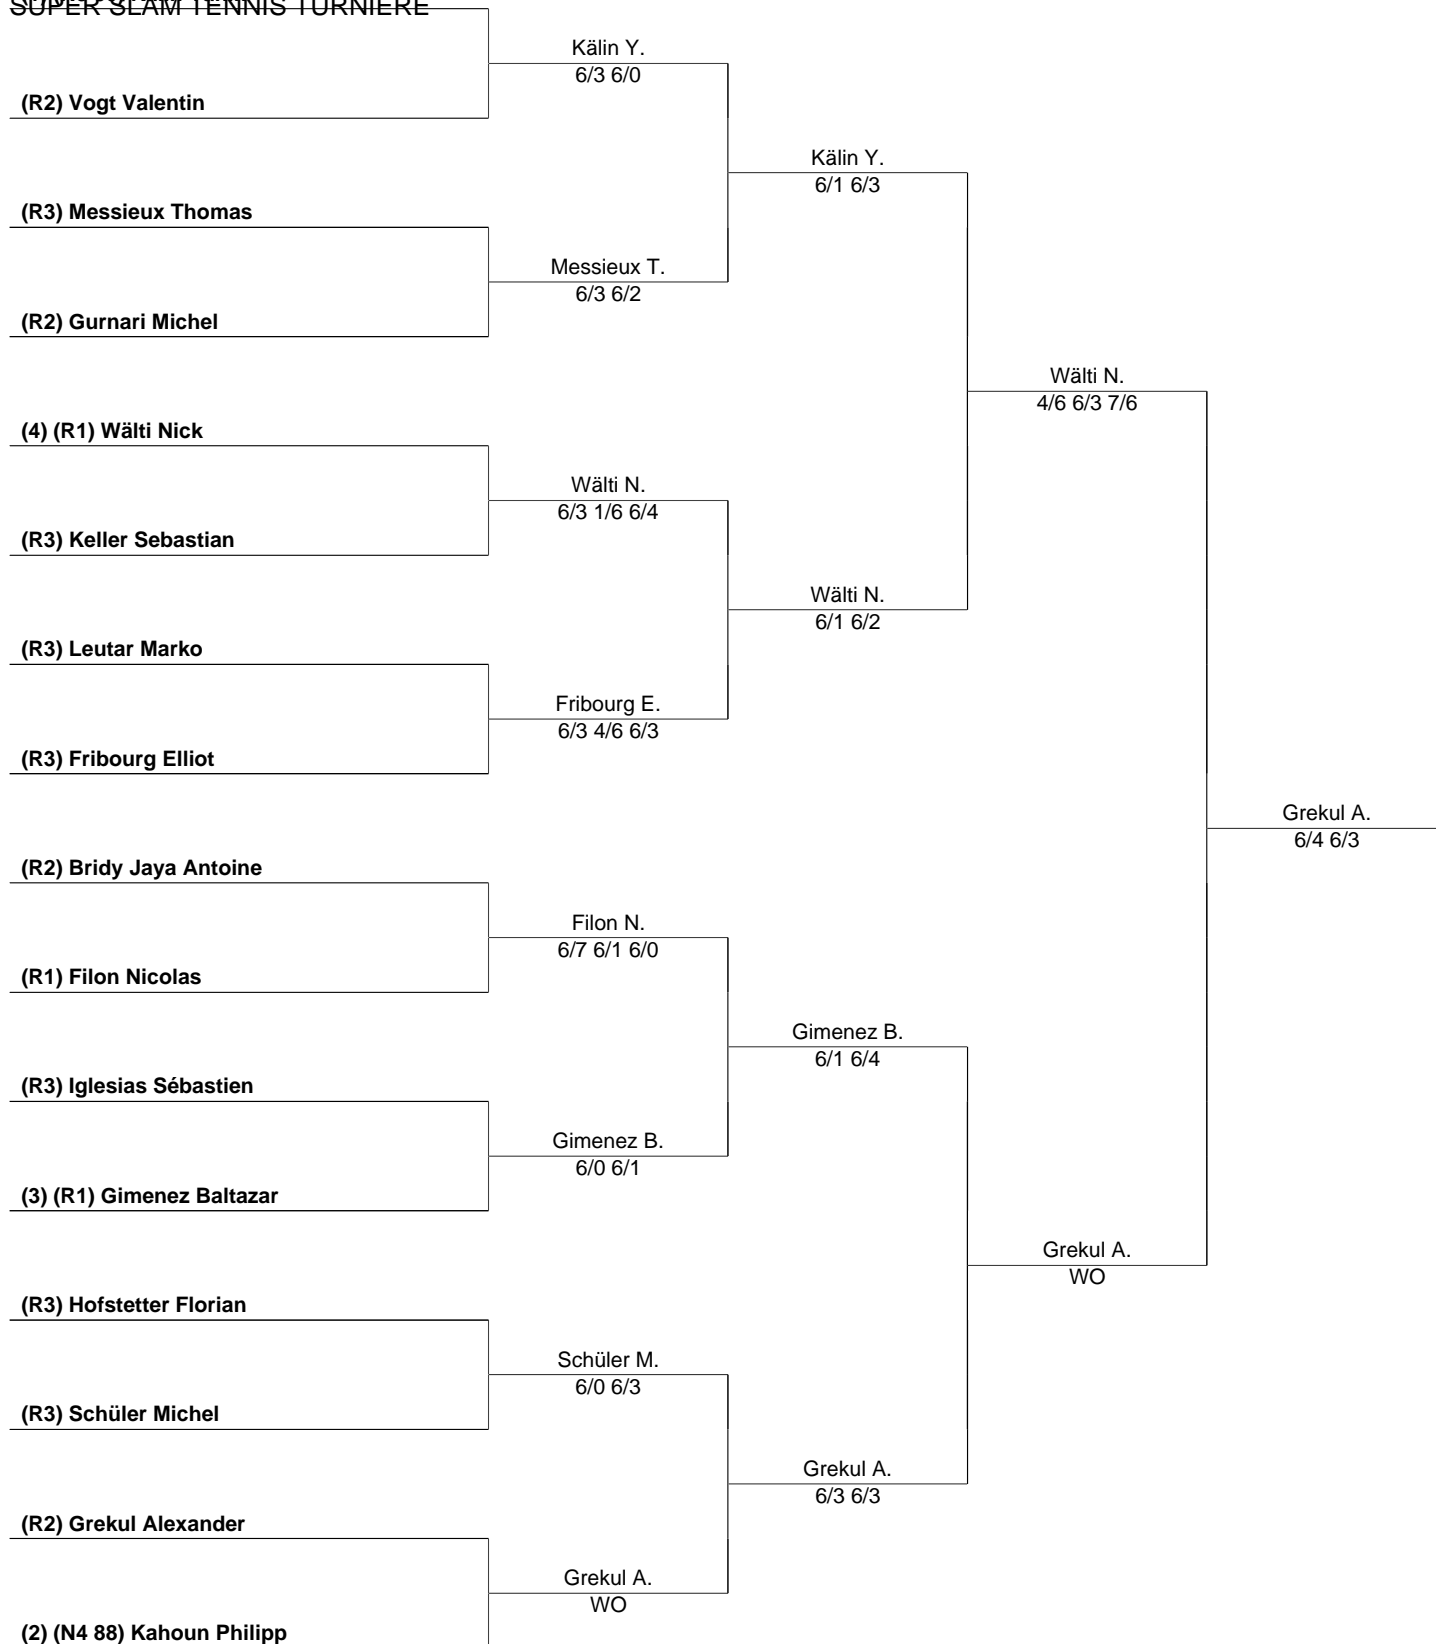 SUPER SLAM TENNIS TURNIERE
Kälin Y.
6/3 6/0
(R2) Vogt Valentin
Kälin Y.
6/1 6/3
(R3) Messieux Thomas
Messieux T.
6/3 6/2
(R2) Gurnari Michel
Wälti N.
4/6 6/3 7/6
(4) (R1) Wälti Nick
Wälti N.
6/3 1/6 6/4
(R3) Keller Sebastian
Wälti N.
6/1 6/2
(R3) Leutar Marko
Fribourg E.
6/3 4/6 6/3
(R3) Fribourg Elliot
Grekul A.
6/4 6/3
(R2) Bridy Jaya Antoine
Filon N.
6/7 6/1 6/0
(R1) Filon Nicolas
Gimenez B.
6/1 6/4
(R3) Iglesias Sébastien
Gimenez B.
6/0 6/1
(3) (R1) Gimenez Baltazar
Grekul A.
WO
(R3) Hofstetter Florian
Schüler M.
6/0 6/3
(R3) Schüler Michel
Grekul A.
6/3 6/3
(R2) Grekul Alexander
Grekul A.
WO
(2) (N4 88) Kahoun Philipp